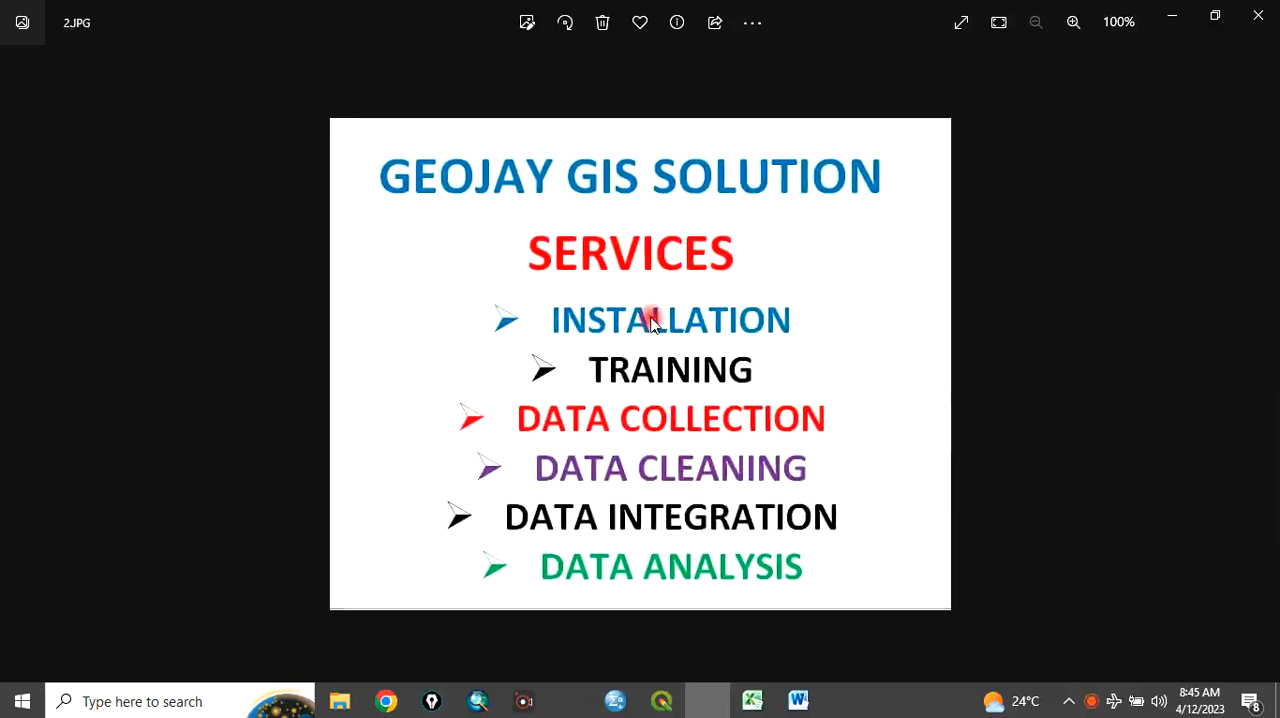 2.JPG
100%
GEOJAY GIS SOLUTION
SERVICES
INSTALLATION
TRAINING
DATA COLLECTION
DATA CLEANING
DATA INTEGRATION
DATA ANALYSIS
Type here to search
24°C
8:45 AM
4/12/2023
8